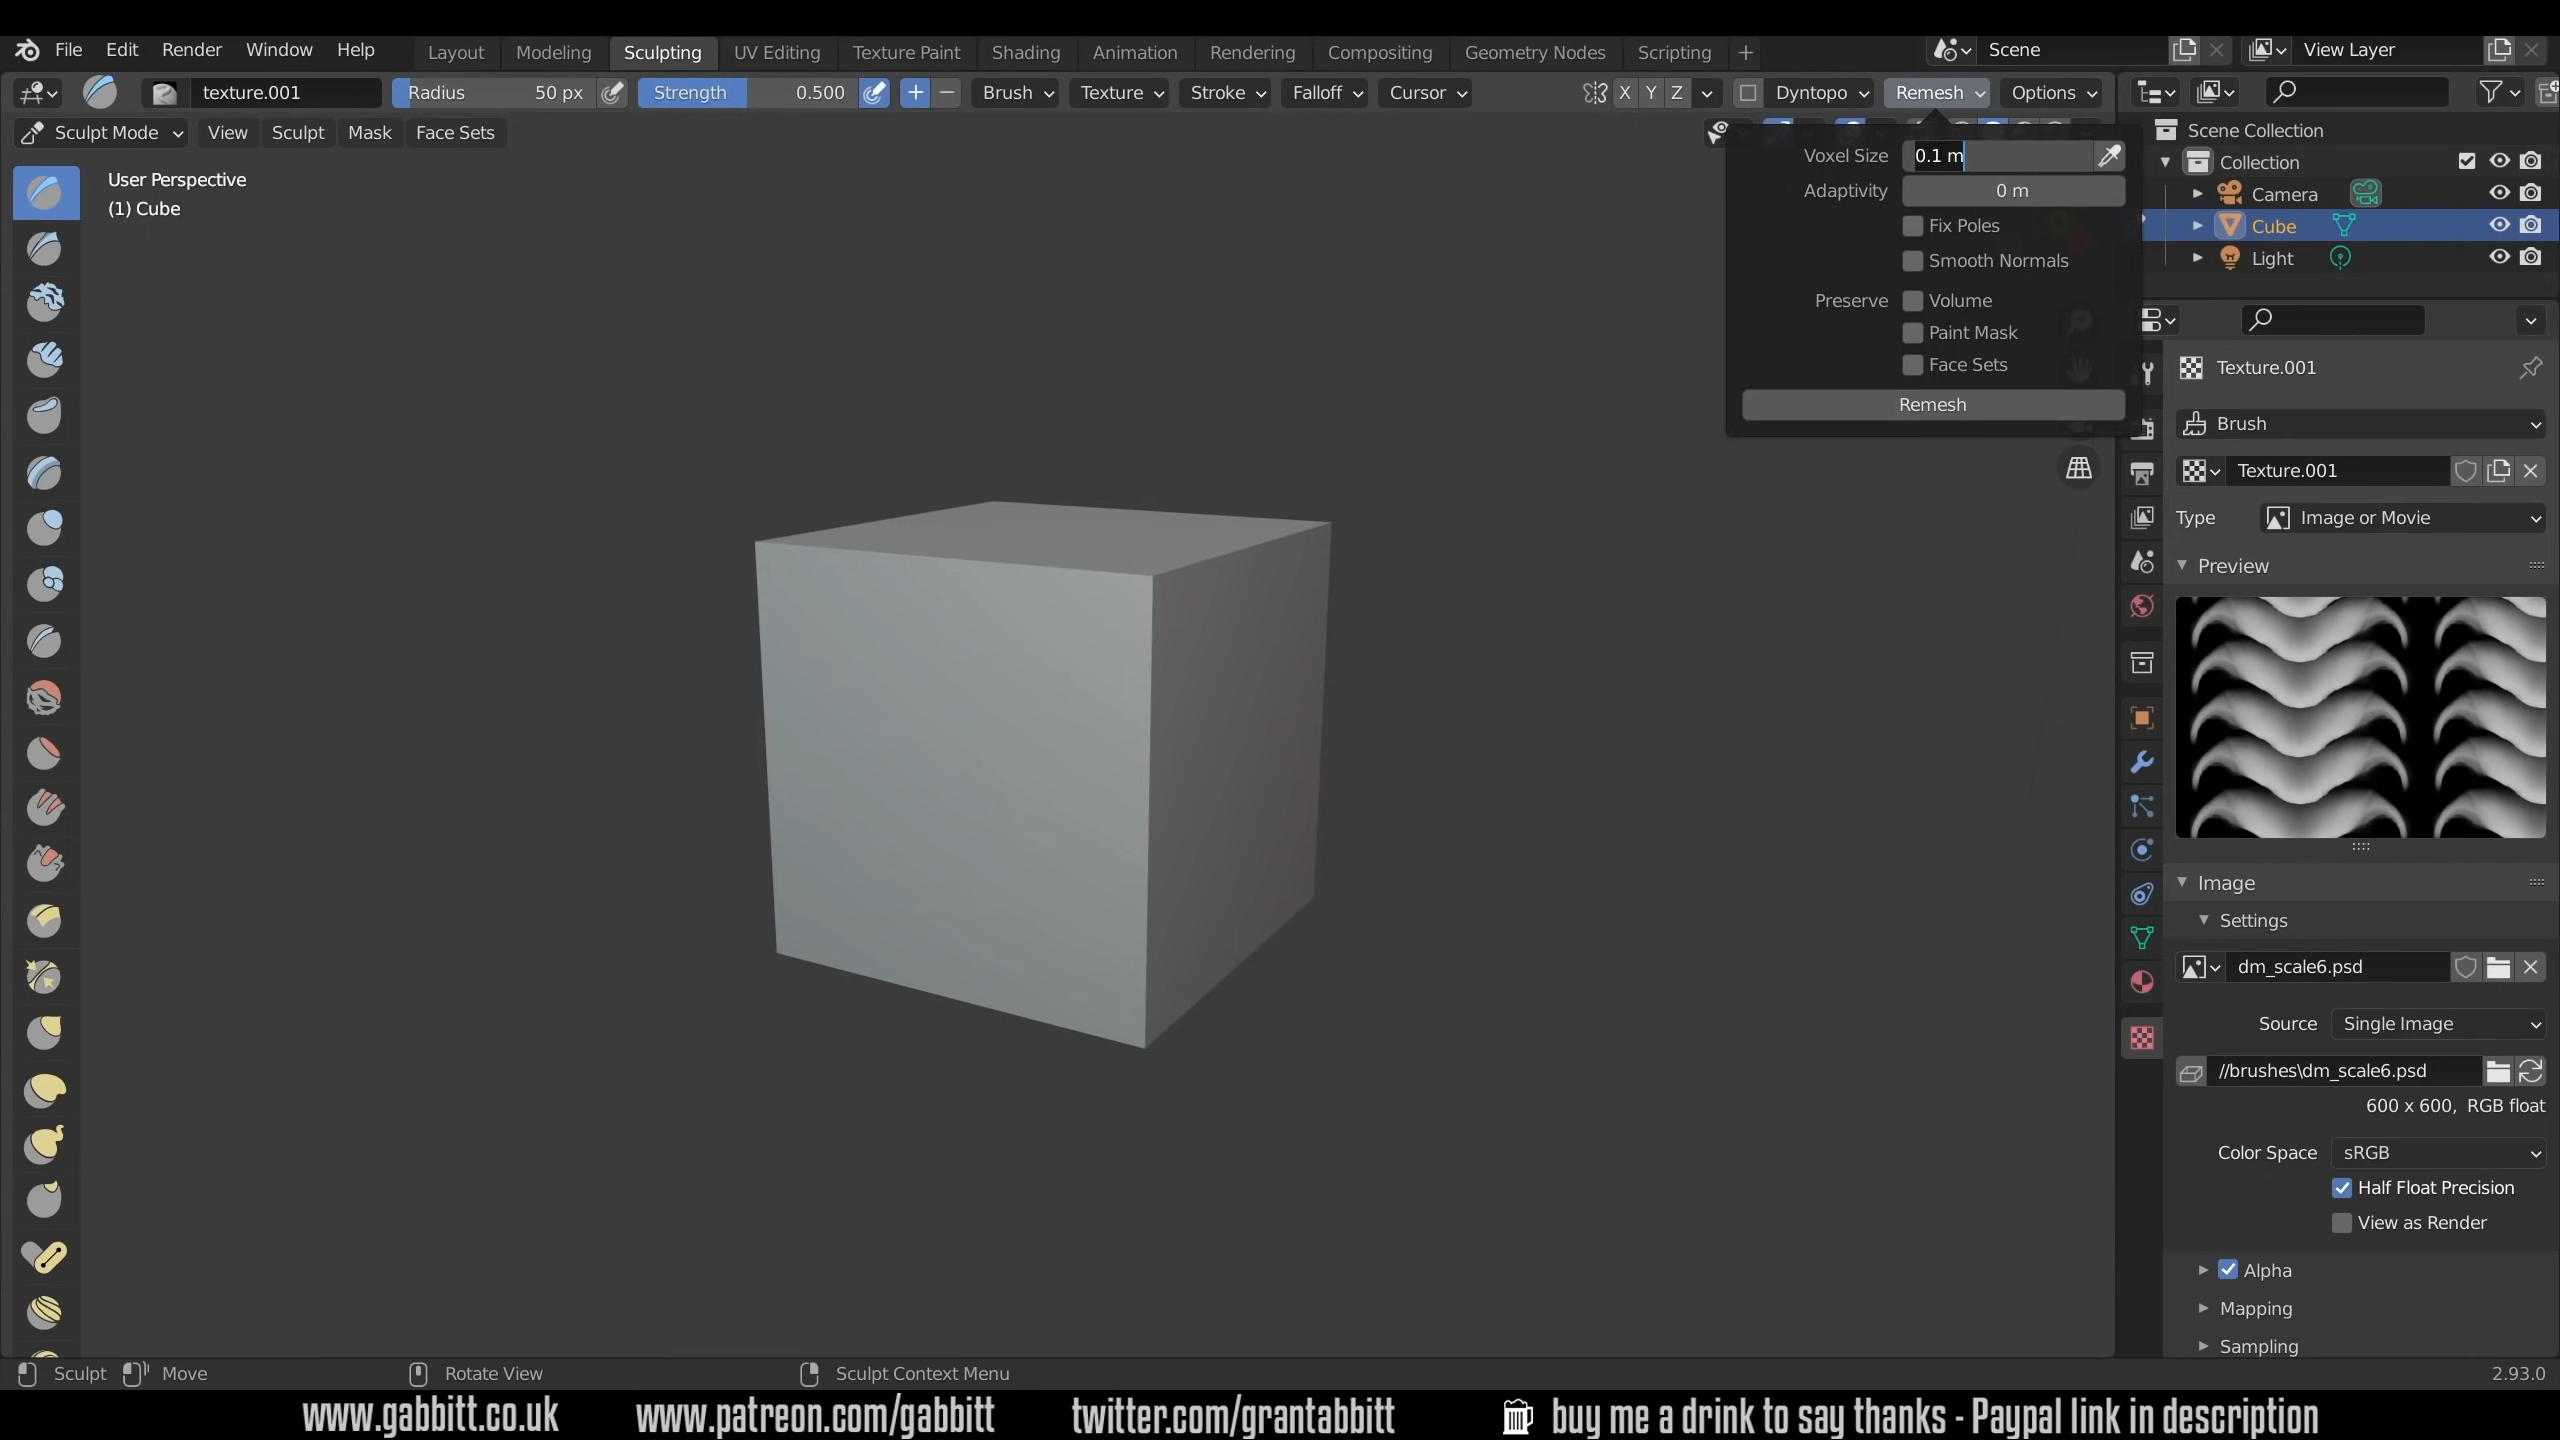 File Edit Render Window Help Layout Modeling Sculpting UV Editing Texture Paint Shading Animation Rendering Compositing Geometry Nodes Scripting + Scene View Layer
texture.001 Radius 50 px Strength 0.500 Brush Texture Stroke Falloff Cursor X Y Z Dyntopo Remesh Options
Sculpt Mode View Sculpt Mask Face Sets
User Perspective
(1) Cube
Voxel Size 0.1 m
Adaptivity 0 m
Fix Poles
Smooth Normals
Preserve Volume
Paint Mask
Face Sets
Remesh
Scene Collection
Collection
Camera
Cube
Light
Texture.001
Brush
Texture.001
Type Image or Movie
Preview
Image
Settings
dm_scale6.psd
Source Single Image
//brushes\dm_scale6.psd
600 x 600, RGB float
Color Space sRGB
Half Float Precision
View as Render
Alpha
Mapping
Sampling
Sculpt Move Rotate View Sculpt Context Menu 2.93.0
www.gabbitt.co.uk www.patreon.com/gabbitt twitter.com/grantabbitt buy me a drink to say thanks - Paypal link in description